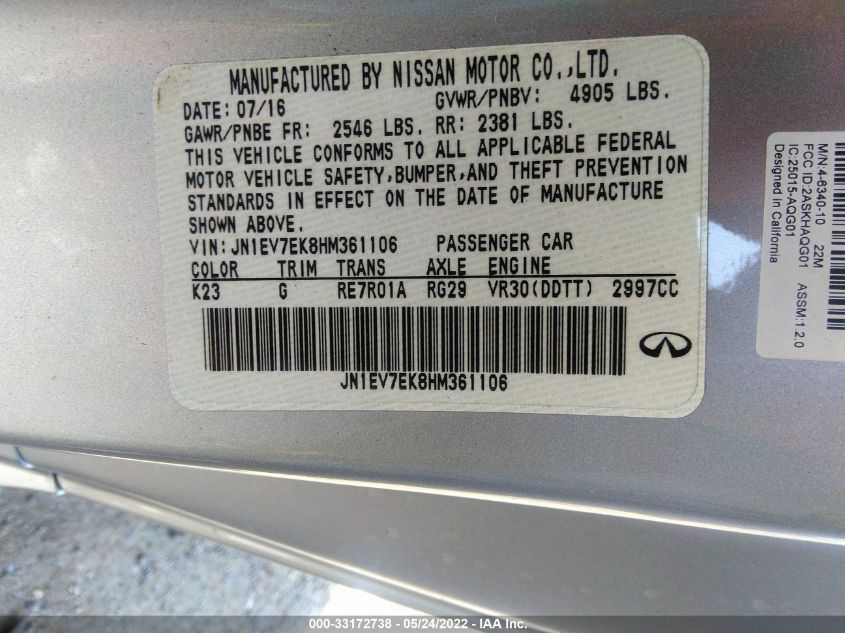 MANUFACTURED BY NISSAN MOTOR CO.,LTD.
DATE: 07/16 GVWR/PNBV: 4905 LBS.
GAWR/PNBE FR: 2546 LBS. RR: 2381 LBS.
THIS VEHICLE CONFORMS TO ALL APPLICABLE FEDERAL
MOTOR VEHICLE SAFETY,BUMPER,AND THEFT PREVENTION
STANDARDS IN EFFECT ON THE DATE OF MANUFACTURE
SHOWN ABOVE.
VIN:JN1EV7EK8HM361106 PASSENGER CAR
COLOR TRIM TRANS AXLE ENGINE
K23 G RE7R01A RG29 VR30(DDTT) 2997CC
JN1EV7EK8HM361106
M/N:4-6340-10 22M
FCC ID:2ASKHAQG01 ASSM:1.2.0
IC:25015-AQG01
Designed in California
000-33172738 - 05/24/2022 - IAA Inc.